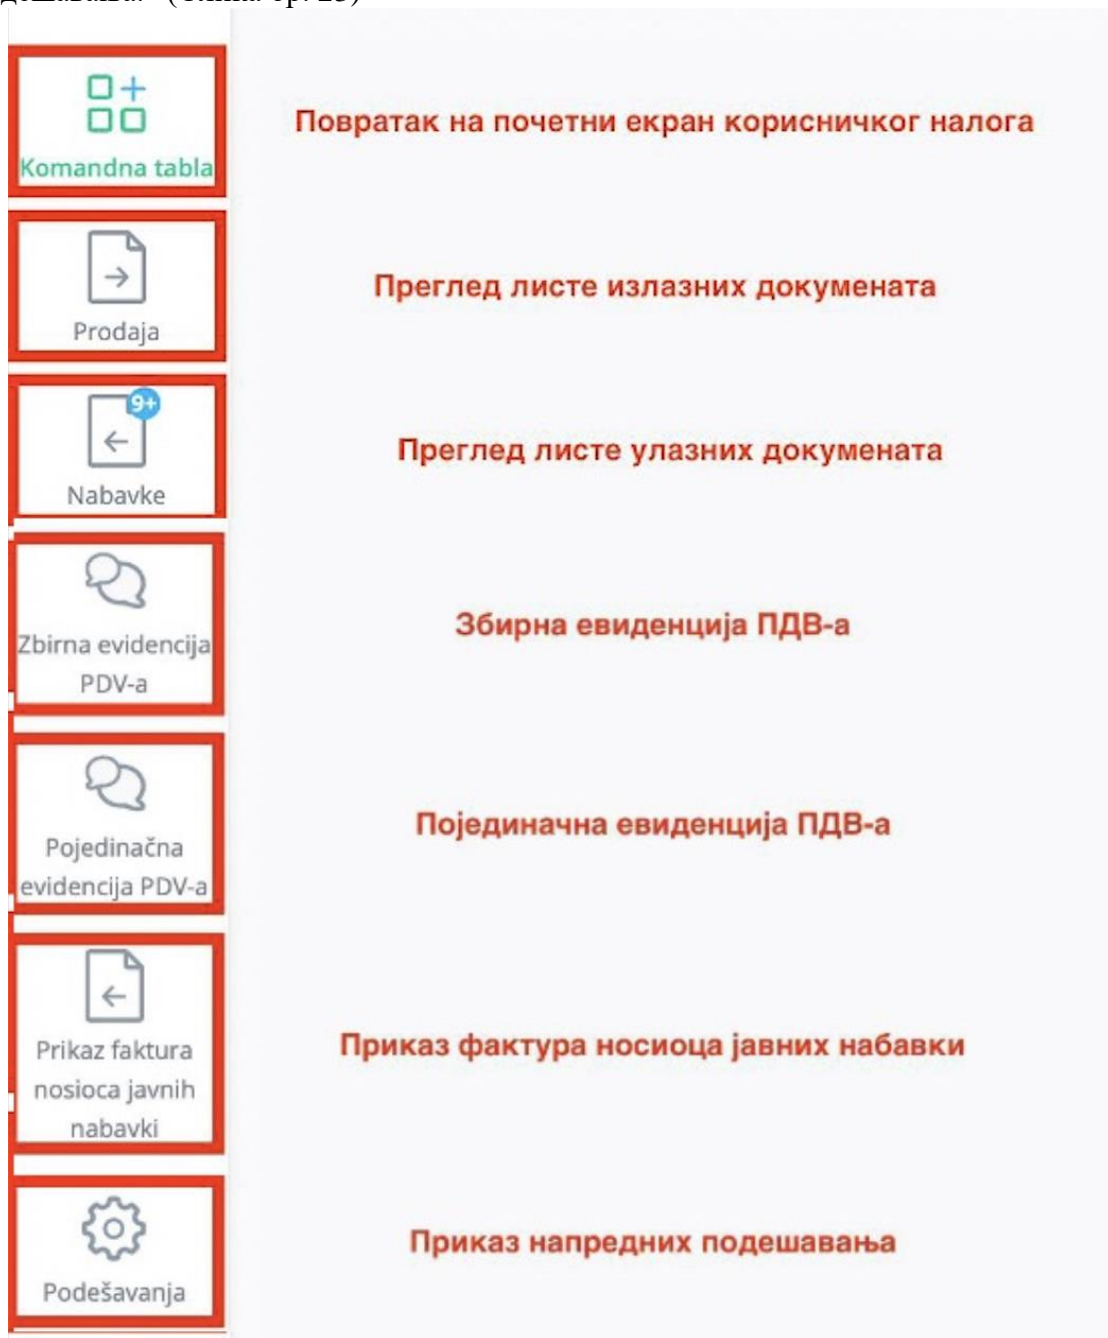 Komandna tabla
Повратак на почетни екран корисничког налога
Prodaja
Преглед листе излазних докумената
9+
Nabavke
Преглед листе улазних докумената
Zbirna evidencija
PDV-a
Збирна евиденција ПДВ-а
Pojedinačna
evidencija PDV-a
Појединачна евиденција ПДВ-а
Prikaz faktura
nosioca javnih
nabavki
Приказ фактура носиоца јавних набавки
Podešavanja
Приказ напредних подешавања